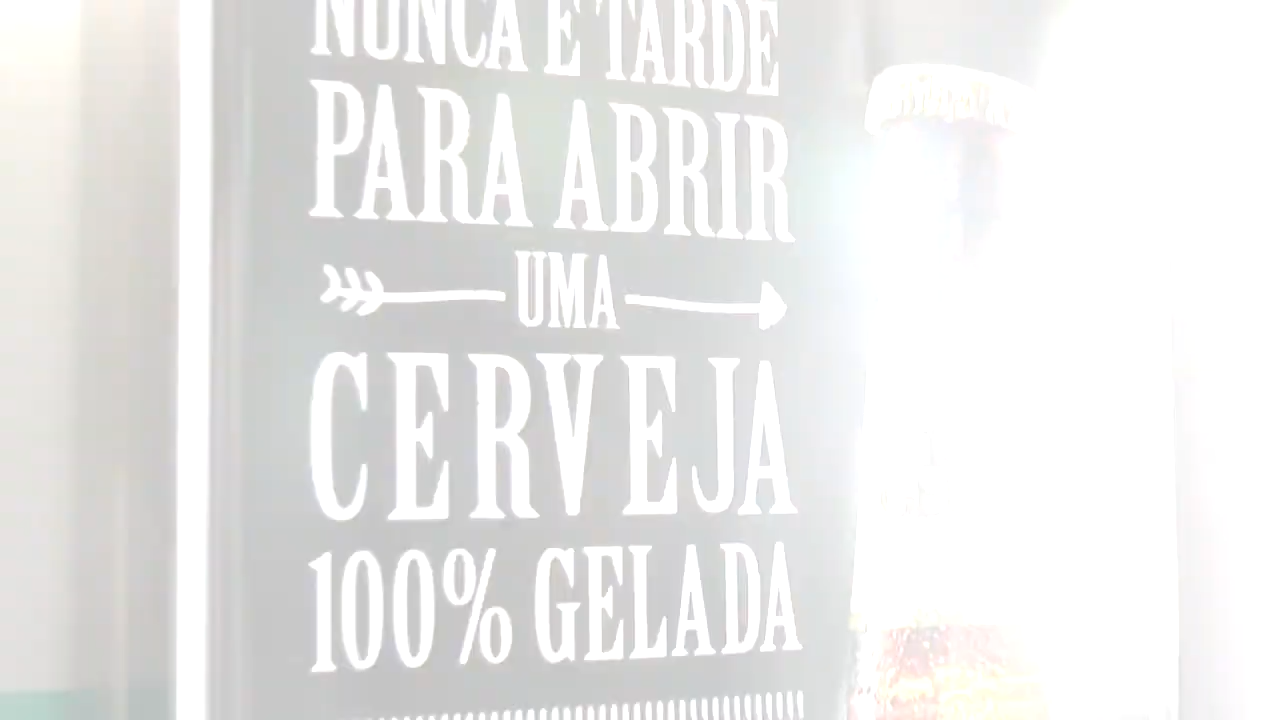 NUNCA É TARDE
PARA ABRIR
UMA
CERVEJA
100% GELADA